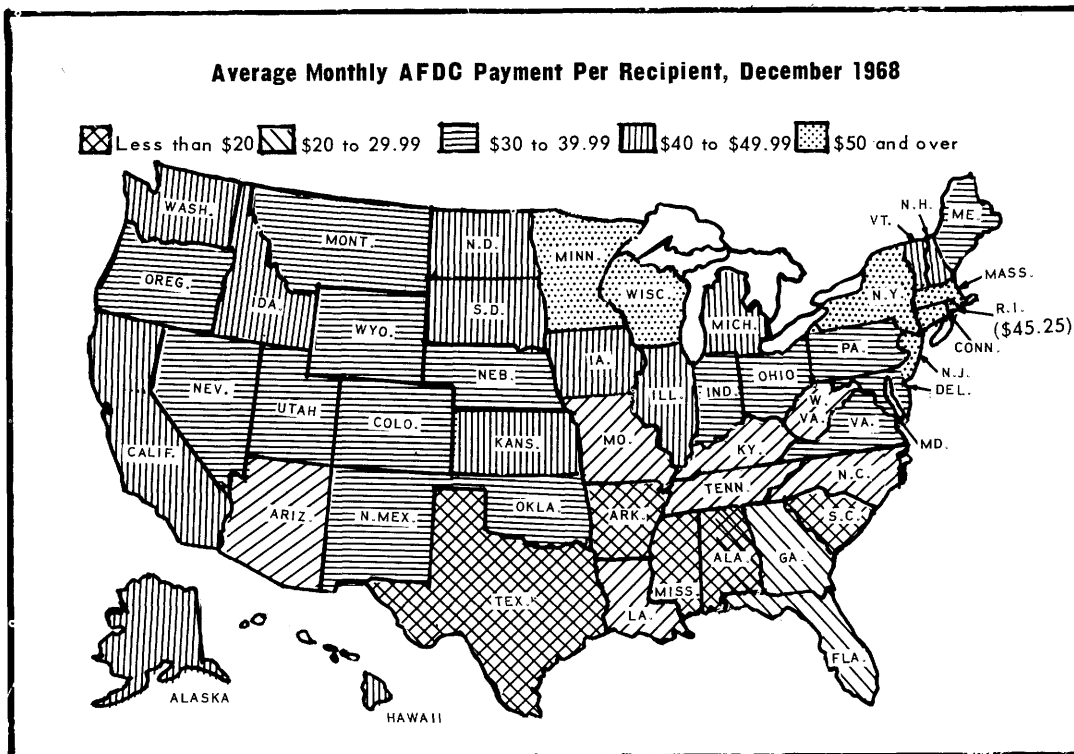 Average Monthly AFDC Payment Per Recipient, December 1968
Less than $20 $20 to 29.99 $30 to 39.99 $40 to $49.99 $50 and over
WASH.
MONT.
N.D.
MINN.
VT.
N.H.
ME.
OREG.
IDA.
S.D.
WISC.
MICH.
N.Y.
MASS.
R.I.
($45.25)
CONN.
WYO.
NEB.
IA.
ILL.
IND.
OHIO
PA.
N.J.
DEL.
NEV.
UTAH
COLO.
KANS.
MO.
KY.
W. VA.
VA.
MD.
CALIF.
ARIZ.
N.MEX.
OKLA.
ARK.
TENN.
N.C.
S.C.
TEX.
LA.
MISS.
ALA.
GA.
FLA.
ALASKA
HAWAII